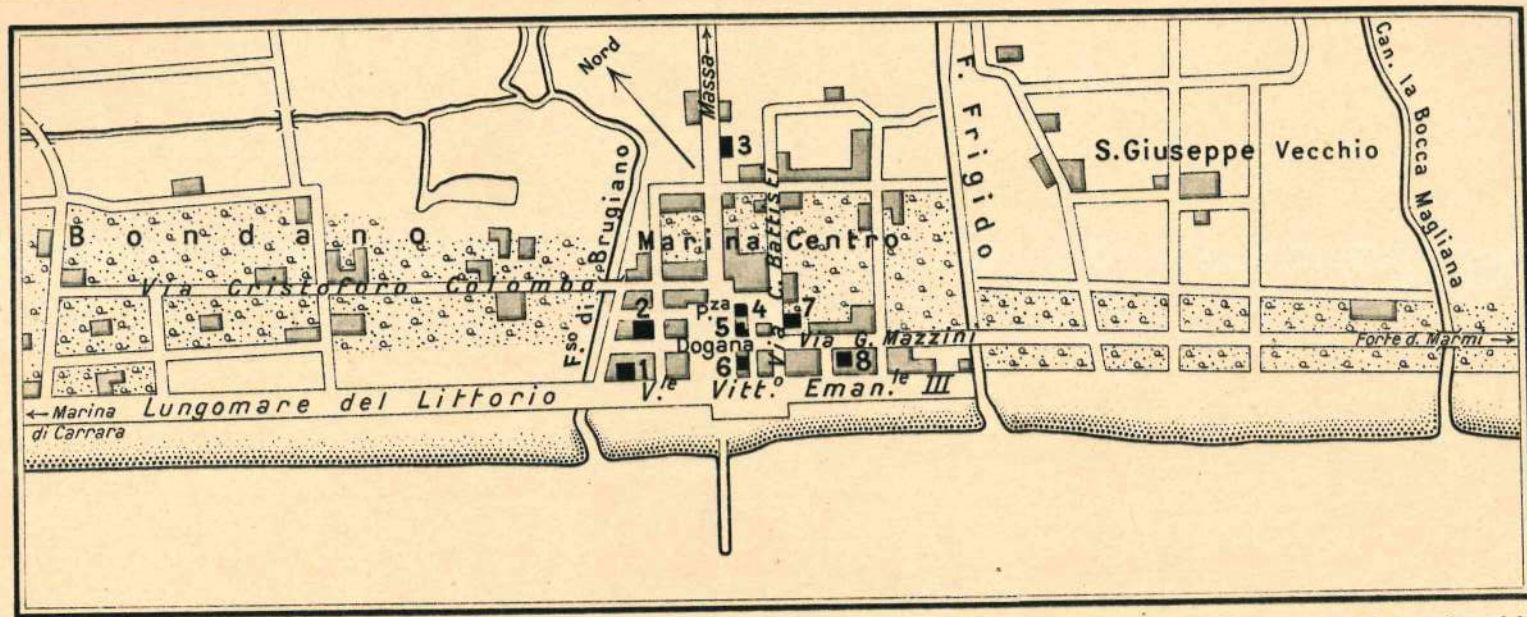 Nord
Massa
F. Frigido
Can. la Bocca Magliana
3
S. Giuseppe Vecchio
Bondano
F.so di Brugiano
Marina Centro
Via C. Battisti
Via Cristoforo Colombo
P.za
4
2
5
7
Dogana
Via G. Mazzini
Forte d. Marmi
1
6
8
V.le Vitt.o Eman.le III
Marina
di Carrara
Lungomare del Littorio